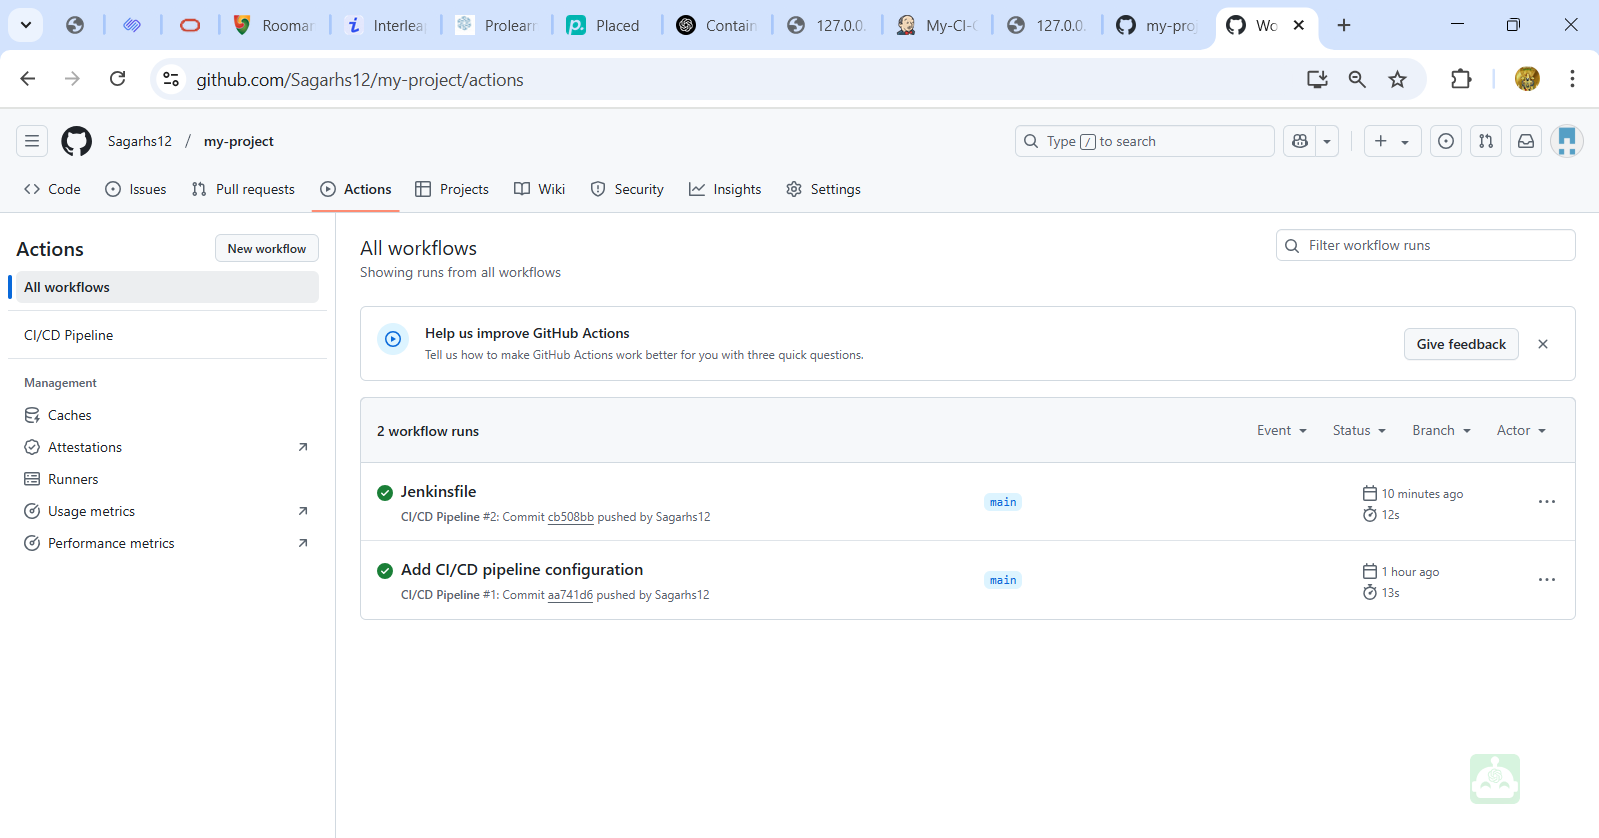 Rooman
Interleap
Prolearn
Placed
Contain
127.0.0.
My-CI-C
127.0.0.
my-proj
Wo
github.com/Sagarhs12/my-project/actions
Sagarhs12 / my-project
Type / to search
Code
Issues
Pull requests
Actions
Projects
Wiki
Security
Insights
Settings
Actions
New workflow
All workflows
CI/CD Pipeline
Management
Caches
Attestations
Runners
Usage metrics
Performance metrics
All workflows
Showing runs from all workflows
Filter workflow runs
Help us improve GitHub Actions
Tell us how to make GitHub Actions work better for you with three quick questions.
Give feedback
2 workflow runs
Event
Status
Branch
Actor
Jenkinsfile
CI/CD Pipeline #2: Commit cb508bb pushed by Sagarhs12
main
10 minutes ago
12s
Add CI/CD pipeline configuration
CI/CD Pipeline #1: Commit aa741d6 pushed by Sagarhs12
main
1 hour ago
13s